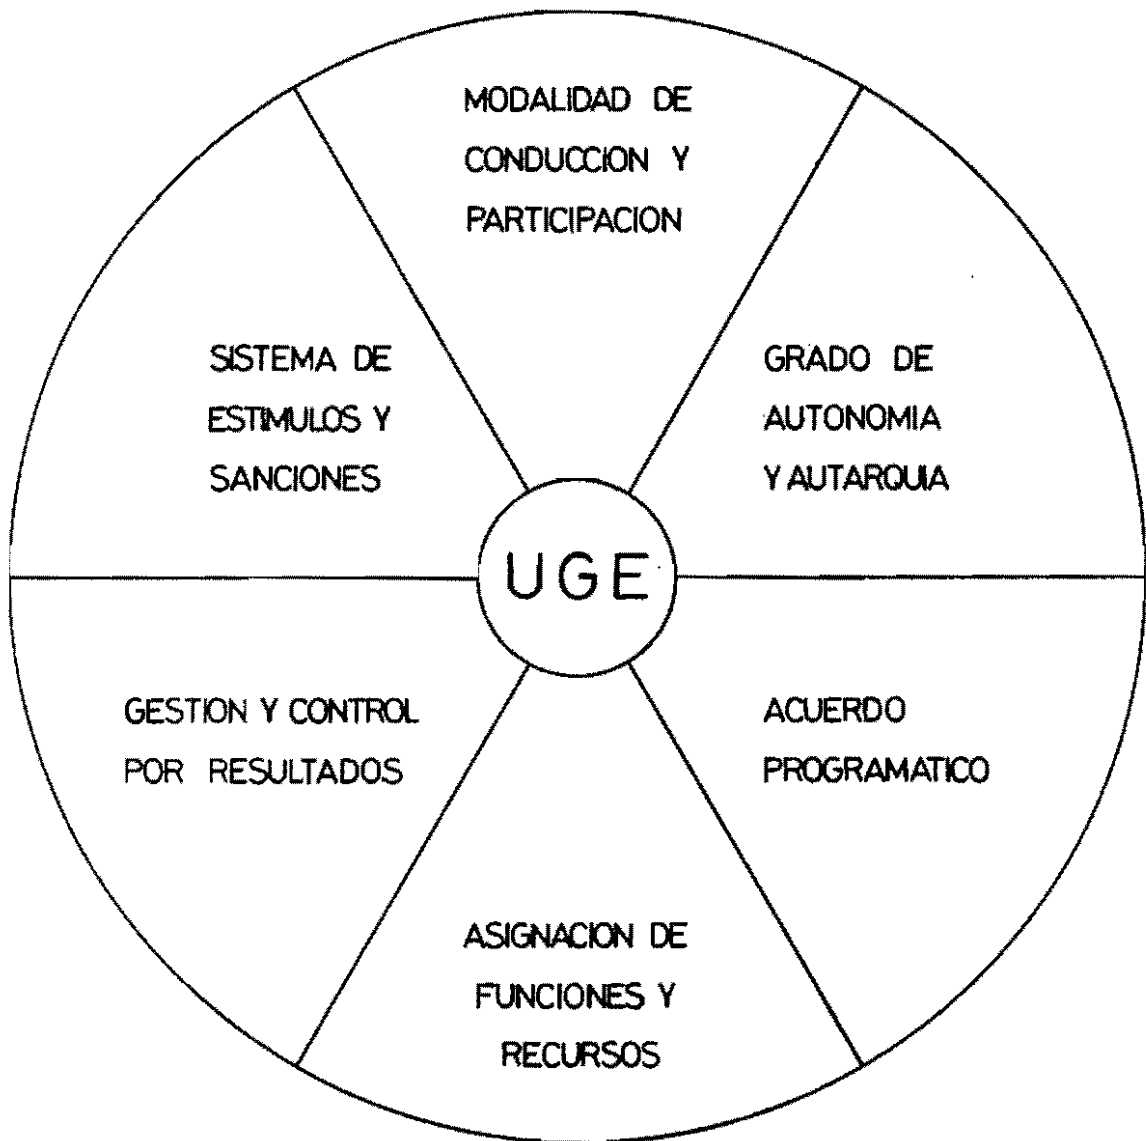 MODALIDAD DE
CONDUCCION Y
PARTICIPACION
GRADO DE
AUTONOMIA
Y AUTARQUIA
ACUERDO
PROGRAMATICO
ASIGNACION DE
FUNCIONES Y
RECURSOS
GESTION Y CONTROL
POR RESULTADOS
SISTEMA DE
ESTIMULOS Y
SANCIONES
UGE